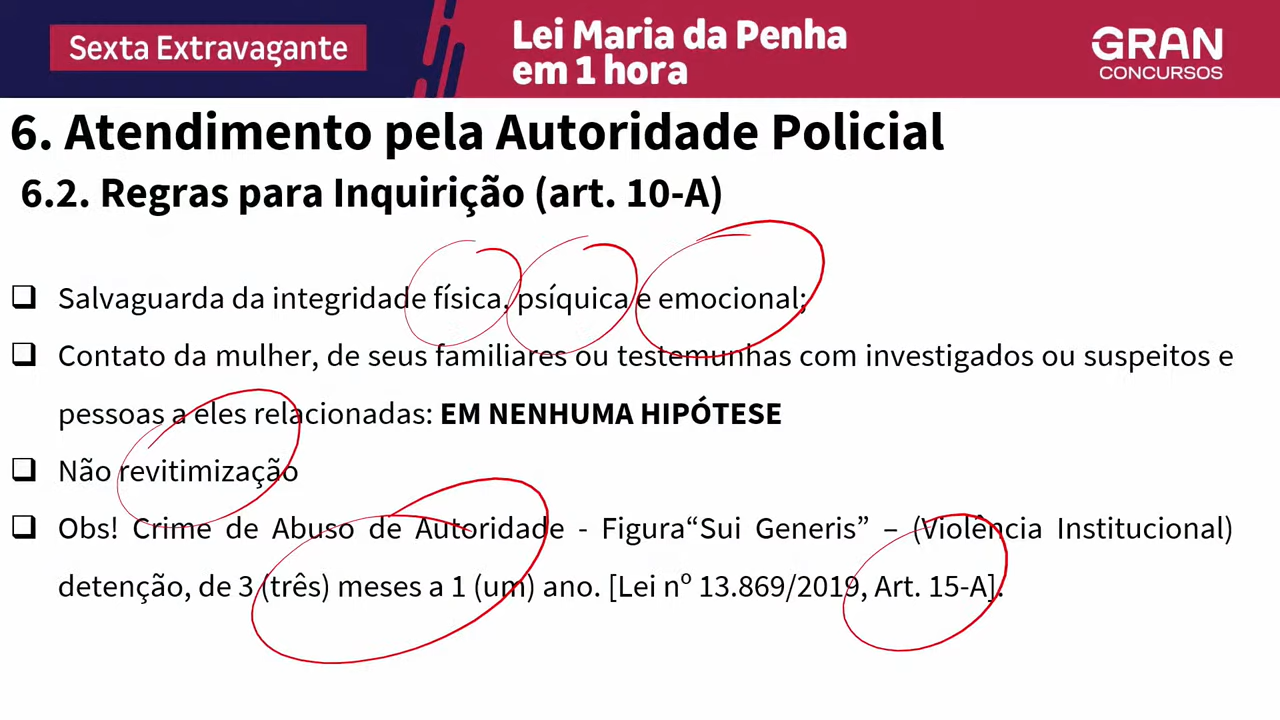 Sexta Extravagante
Lei Maria da Penha
em 1 hora
GRAN
CONCURSOS
6. Atendimento pela Autoridade Policial
6.2. Regras para Inquirição (art. 10-A)
Salvaguarda da integridade física, psíquica e emocional;
Contato da mulher, de seus familiares ou testemunhas com investigados ou suspeitos e
pessoas a eles relacionadas: EM NENHUMA HIPÓTESE
Não revitimização
Obs! Crime de Abuso de Autoridade - Figura“Sui Generis” – (Violência Institucional)
detenção, de 3 (três) meses a 1 (um) ano. [Lei nº 13.869/2019, Art. 15-A].